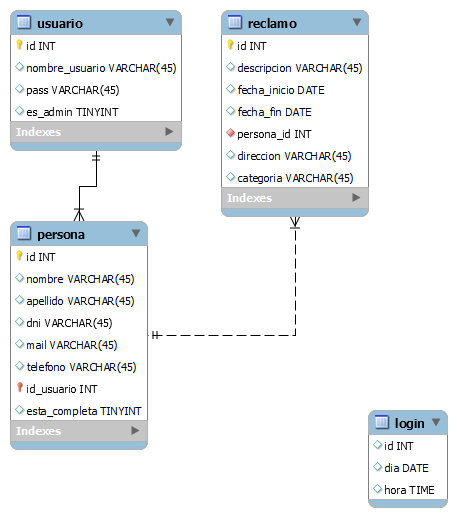 usuario
id INT
nombre_usuario VARCHAR(45)
pass VARCHAR(45)
es_admin TINYINT
Indexes
reclamo
id INT
descripcion VARCHAR(45)
fecha_inicio DATE
fecha_fin DATE
persona_id INT
direccion VARCHAR(45)
categoria VARCHAR(45)
Indexes
persona
id INT
nombre VARCHAR(45)
apellido VARCHAR(45)
dni VARCHAR(45)
mail VARCHAR(45)
telefono VARCHAR(45)
id_usuario INT
esta_completa TINYINT
Indexes
login
id INT
dia DATE
hora TIME